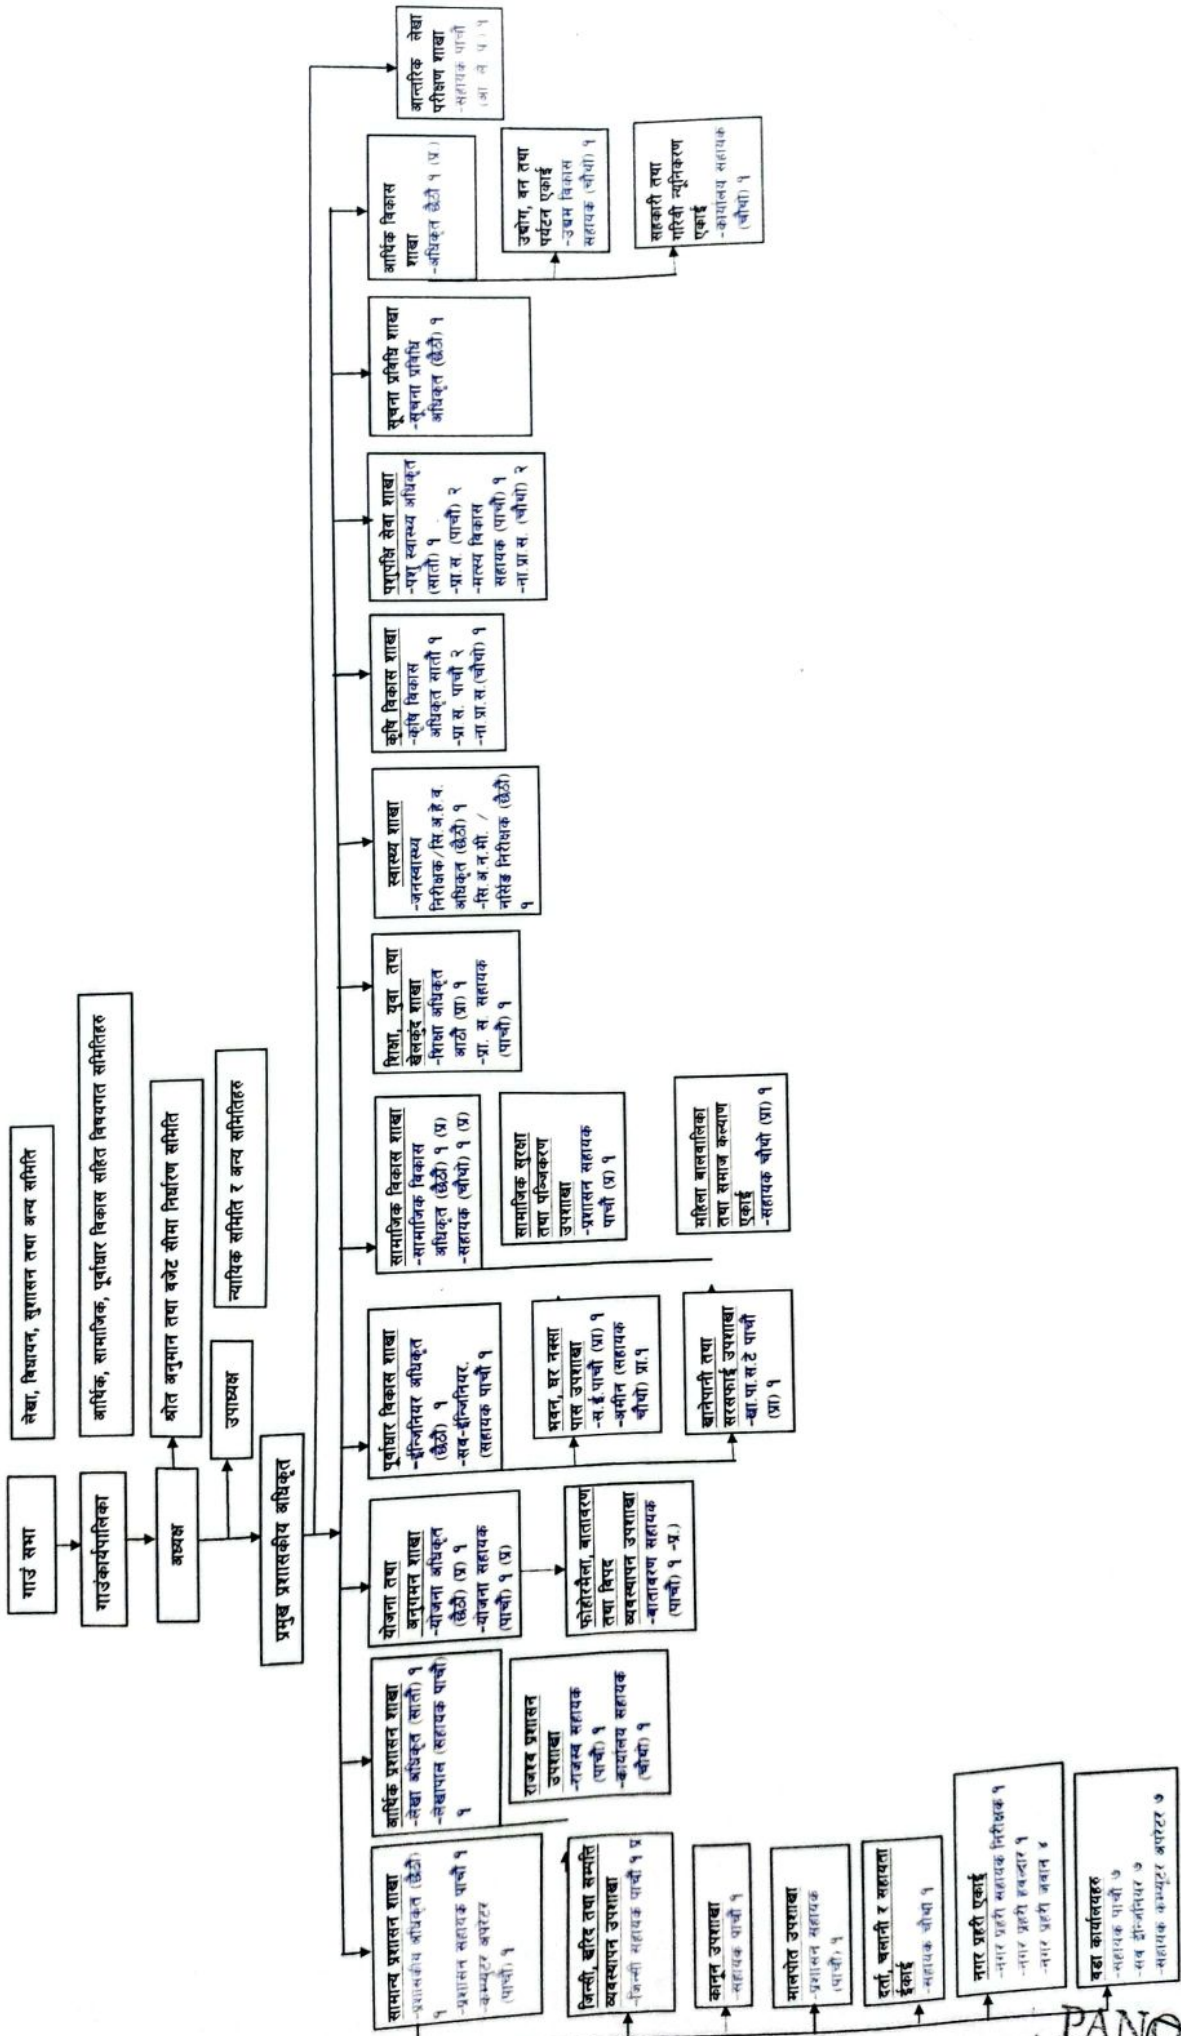 गाउं सभा
लेखा, विधायन, सुशासन तथा अन्य समिति
गाउंकार्यपालिका
आर्थिक, सामाजिक, पूर्वाधार विकास सहित विषयगत समितिहरु
अध्यक्ष
श्रोत अनुमान तथा बजेट सीमा निर्धारण समिति
उपाध्यक्ष
न्यायिक समिति र अन्य समितिहरु
प्रमुख प्रशासकीय अधिकृत
सामान्य प्रशासन शाखा
-प्रशासकीय अधिकृत (छैठौ)
१
-प्रशासन सहायक पाचौ १
-कम्प्युटर अपरेटर
(पाचौ) १
आर्थिक प्रशासन शाखा
-लेखा अधिकृत (सातौ) १
-लेखापाल (सहायक पाचौ)
१
योजना तथा
अनुगमन शाखा
-योजना अधिकृत
(छैठौ) (प्र) १
-योजना सहायक
(पाचौ) १ (प्र)
पूर्वाधार विकास शाखा
-ईन्जिनियर अधिकृत
(छैठौ) १
-सब-ईन्जिनियर.
(सहायक पाचौ १
सामाजिक विकास शाखा
-सामाजिक विकास
अधिकृत (छैठौ) १ (प्र)
-सहायक (चौथो) १ (प्र)
शिक्षा, युवा तथा
खेलकुद शाखा
-शिक्षा अधिकृत
आठौ (प्रा) १
-प्रा. स. सहायक
(पाचौ) १
स्वास्थ्य शाखा
-जनस्वास्थ्य
निरीक्षक/सि.अ.हे.व.
अधिकृत (छैठौ) १
-सि.अ.न.मी. /
नर्सिङ निरीक्षक (छैठौ)
१
कृषि विकास शाखा
-कृषि विकास
अधिकृत सातौ १
-प्रा.स. पाचौ २
-ना.प्रा.स.(चौथो) १
पशुपंक्षि सेवा शाखा
-पशु स्वास्थ्य अधिकृत
(सातौ) १
-प्रा.स. (पाचौ) २
-मत्स्य विकास
सहायक (पाचौ) १
-ना.प्रा.स. (चौथो) २
सूचना प्रविधि शाखा
-सूचना प्रविधि
अधिकृत (छैठौ) १
आर्थिक विकास
शाखा
-अधिकृत छैठौ १ (प्र.)
आन्तरिक लेखा
परीक्षण शाखा
-सहायक पाचौ
(आ ले प) १
जिन्सी, खरिद तथा सम्पत्ति
व्यवस्थापन उपशाखा
-जिन्सी सहायक पाचौ १ प्र
राजश्व प्रशासन
उपशाखा
-राजस्व सहायक
(पाचौ) १
-कार्यालय सहायक
(चौथो) १
फोहोरमैला, वातावरण
तथा विपद
व्यवस्थापन उपशाखा
-वातावरण सहायक
(पाचौ) १ -प्र.)
भवन, घर नक्सा
पास उपशाखा
-स.ई.पाचौ (प्रा) १
-अमीन (सहायक
चौथो) प्रा.१
सामाजिक सुरक्षा
तथा पञ्जिकरण
उपशाखा
-प्रशासन सहायक
पाचौ (प्र) १
उद्योग, वन तथा
पर्यटन एकाई
-उद्यम विकास
सहायक (चौथो) १
कानून उपशाखा
-सहायक पाचौ १
खानेपानी तथा
सरसफाई उपशाखा
-खा.पा.स.टे पाचौ
(प्रा) १
महिला बालबालिका
तथा समाज कल्याण
एकाई
-सहायक चौथो (प्रा) १
सहकारी तथा
गरिवी न्यूनिकरण
एकाई
-कार्यालय सहायक
(चौथो) १
मालपोत उपशाखा
-प्रशासन सहायक
(पाचौ) १
दर्ता, चलानी र सहायता
ईकाई
-सहायक चौथो १
नगर प्रहरी एकाई
-नगर प्रहरी सहायक निरीक्षक १
-नगर प्रहरी हवल्दार १
-नगर प्रहरी जवान ४
वडा कार्यालयहरु
-सहायक पाचौ ७
-सव ईन्जिनियर ७
-सहायक कम्प्यूटर अपरेटर ७